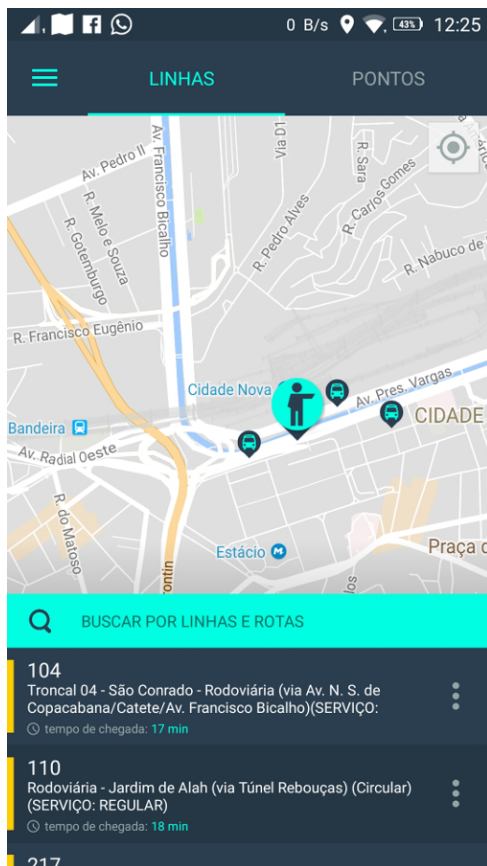 0 B/s 43% 12:25
LINHAS PONTOS
Av. Pedro II
Av. Francisco Bicalho
Via D1
R. Sara
R. Carlos Gomes
R. Melo e Souza
R. Gotemburgo
R. Pedro Alves
R. Nabuco de
R. Francisco Eugênio
Cidade Nova
Av. Pres. Vargas
Bandeira
CIDADE
Av. Radial Oeste
R. do Matoso
Estácio
Praça
ontin
los
BUSCAR POR LINHAS E ROTAS
104
Troncal 04 - São Conrado - Rodoviária (via Av. N. S. de
Copacabana/Catete/Av. Francisco Bicalho)(SERVIÇO:
tempo de chegada: 17 min
110
Rodoviária - Jardim de Alah (via Túnel Rebouças) (Circular)
(SERVIÇO: REGULAR)
tempo de chegada: 18 min
217